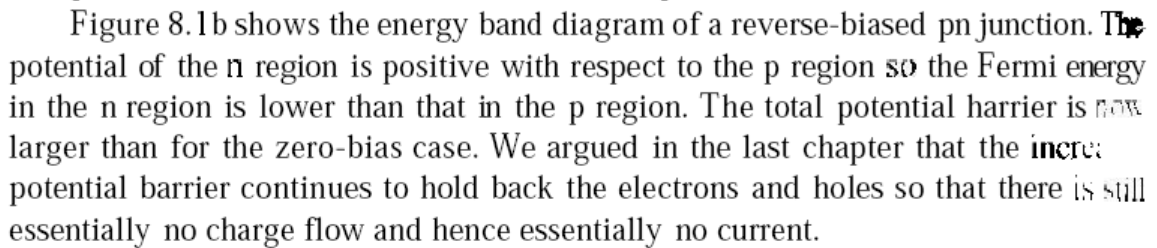 Figure 8.1b shows the energy band diagram of a reverse-biased pn junction. The
potential of the n region is positive with respect to the p region so the Fermi energy
in the n region is lower than that in the p region. The total potential harrier is now
larger than for the zero-bias case. We argued in the last chapter that the
potential barrier continues to hold back the electrons and holes so that there is still
essentially no charge flow and hence essentially no current.